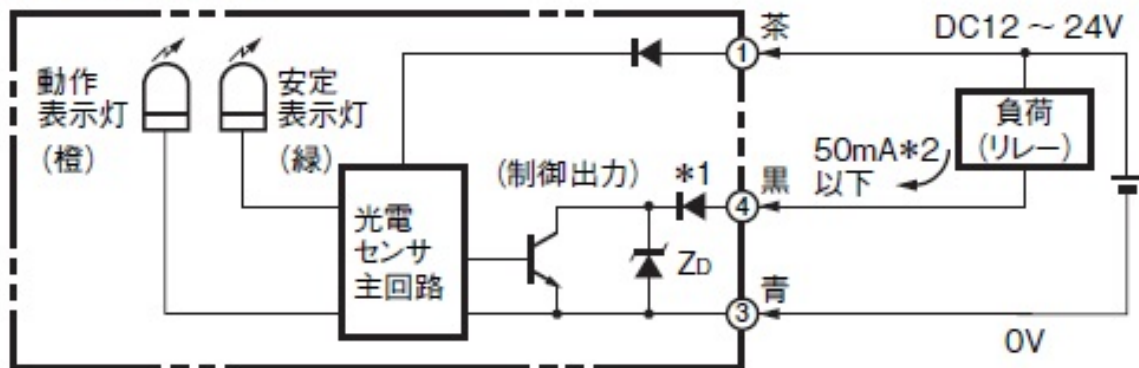 動作
表示灯
(橙)
安定
表示灯
(緑)
光電
センサ
主回路
(制御出力)
*1
ZD
① 茶
④ 黒
③ 青
DC12 ～ 24V
負荷
(リレー)
50mA*2
以下
0V